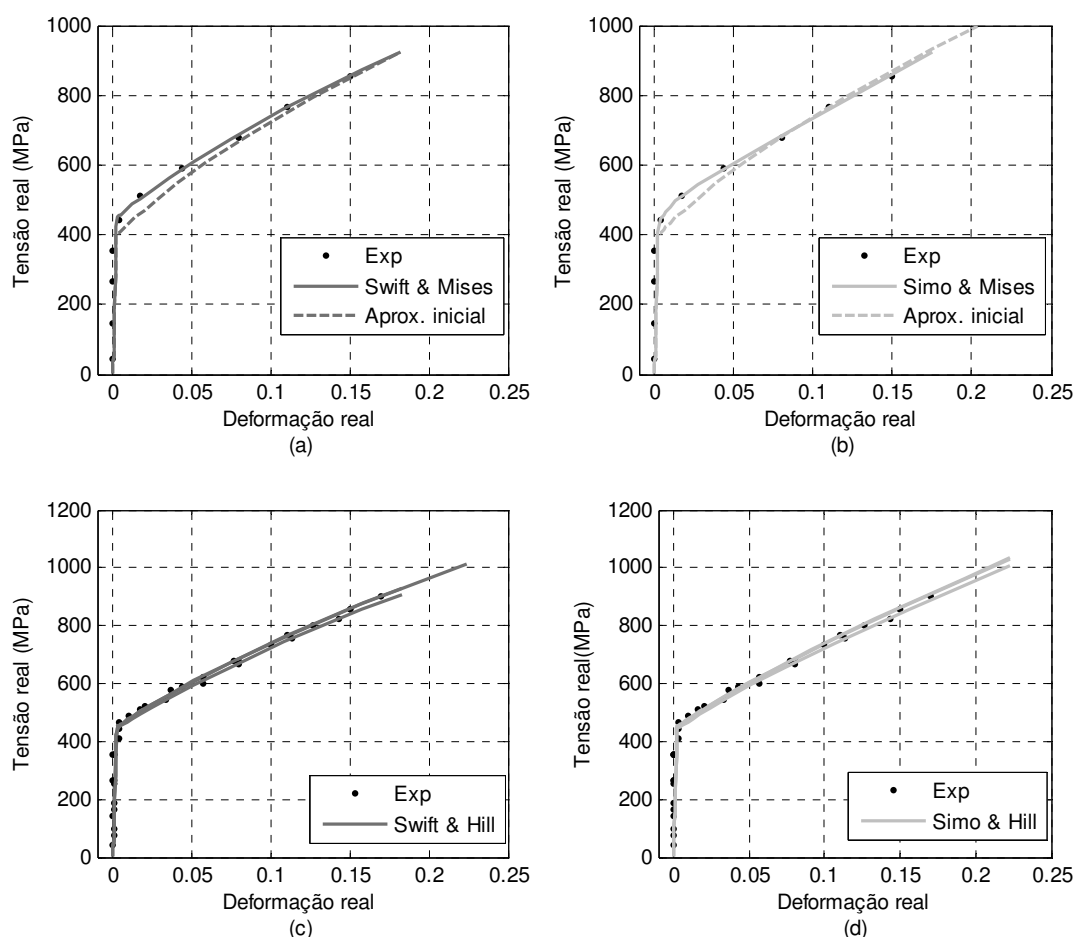 1000
800
600
400
200
0
Tensão real (MPa)
Exp
Swift & Mises
Aprox. inicial
0 0.05 0.1 0.15 0.2 0.25
Deformação real
(a)
1000
800
600
400
200
0
Tensão real (MPa)
Exp
Simo & Mises
Aprox. inicial
0 0.05 0.1 0.15 0.2 0.25
Deformação real
(b)
1200
1000
800
600
400
200
0
Tensão real (MPa)
Exp
Swift & Hill
0 0.05 0.1 0.15 0.2 0.25
Deformação real
(c)
1200
1000
800
600
400
200
0
Tensão real(MPa)
Exp
Simo & Hill
0 0.05 0.1 0.15 0.2 0.25
Deformação real
(d)